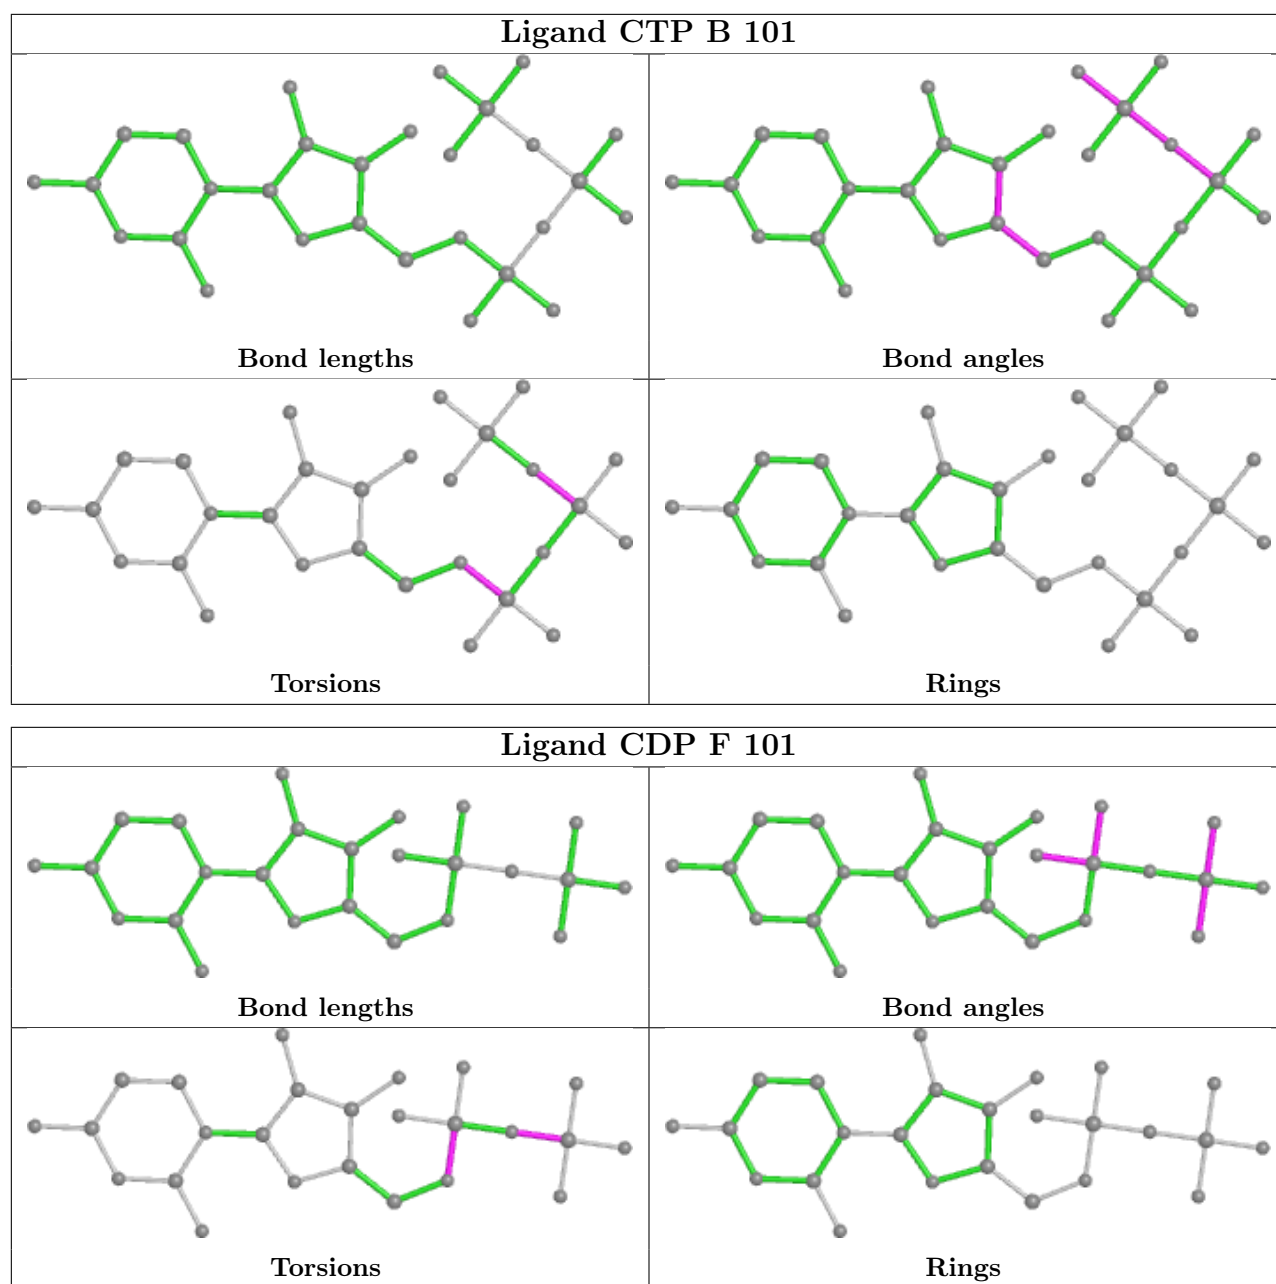 Ligand CTP B 101
Bond lengths
Bond angles
Torsions
Rings
Ligand CDP F 101
Bond lengths
Bond angles
Torsions
Rings